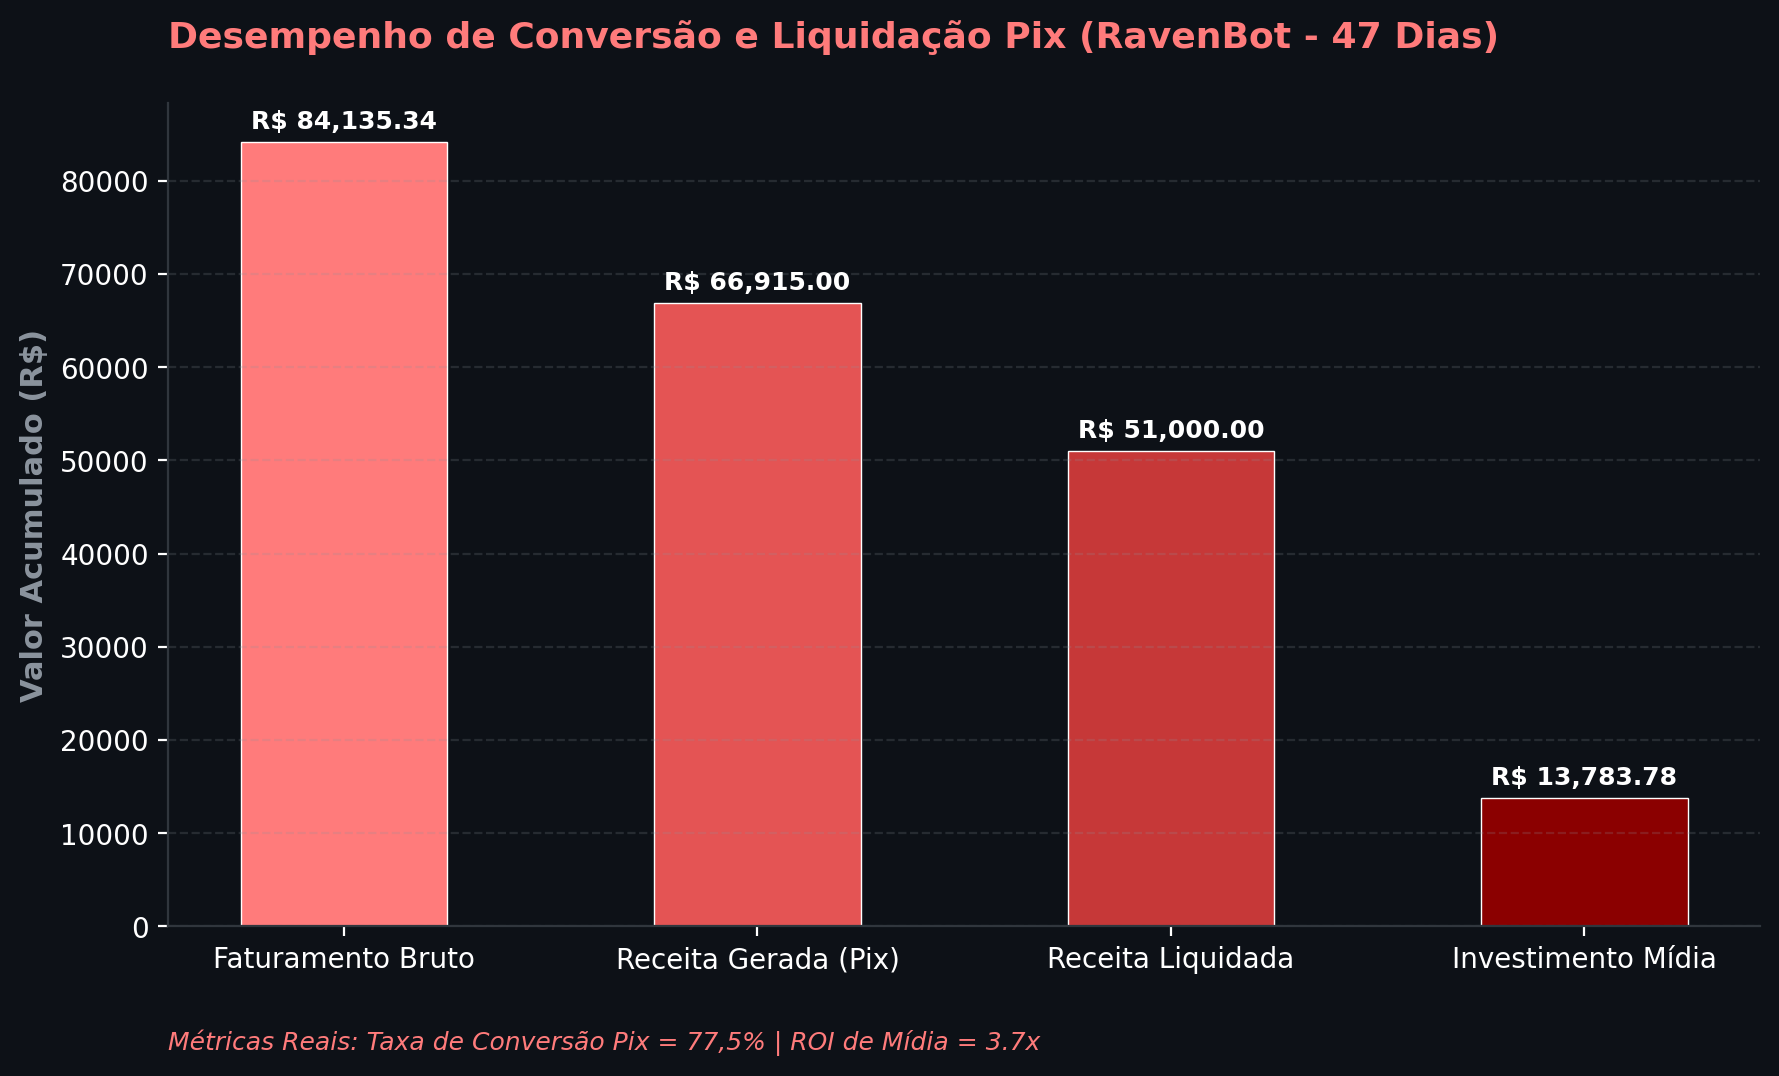 Desempenho de Conversão e Liquidação Pix (RavenBot - 47 Dias)
Valor Acumulado (R$)
80000
70000
60000
50000
40000
30000
20000
10000
0
R$ 84,135.34
R$ 66,915.00
R$ 51,000.00
R$ 13,783.78
Faturamento Bruto
Receita Gerada (Pix)
Receita Liquidada
Investimento Mídia
Métricas Reais: Taxa de Conversão Pix = 77,5% | ROI de Mídia = 3.7x